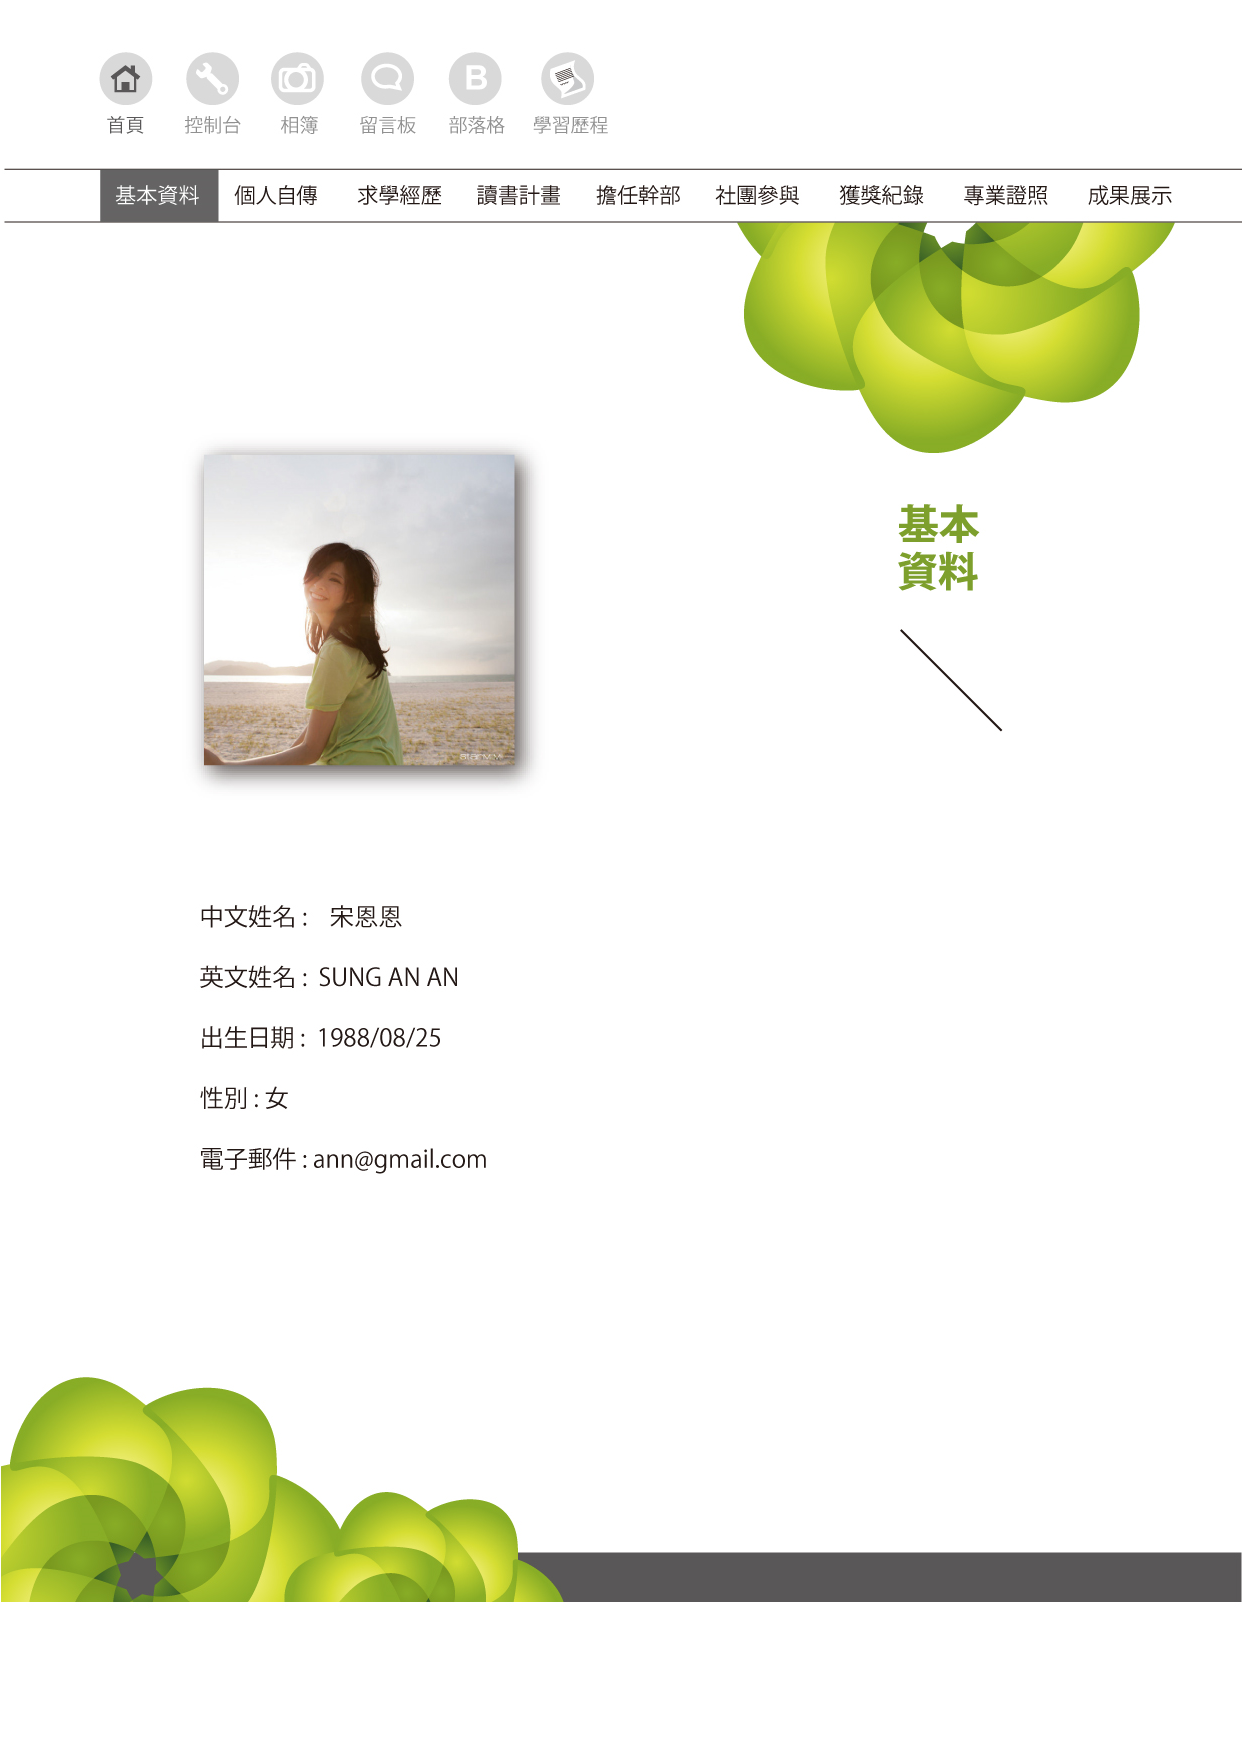 B
首頁 控制台 相簿 留言板 部落格 學習歷程
基本資料 個人自傳 求學經歷 讀書計畫 擔任幹部 社團參與 獲獎紀錄 專業證照 成果展示
基本
資料
中文姓名 : 宋恩恩
英文姓名 : SUNG AN AN
出生日期 : 1988/08/25
性別 : 女
電子郵件 : ann@gmail.com